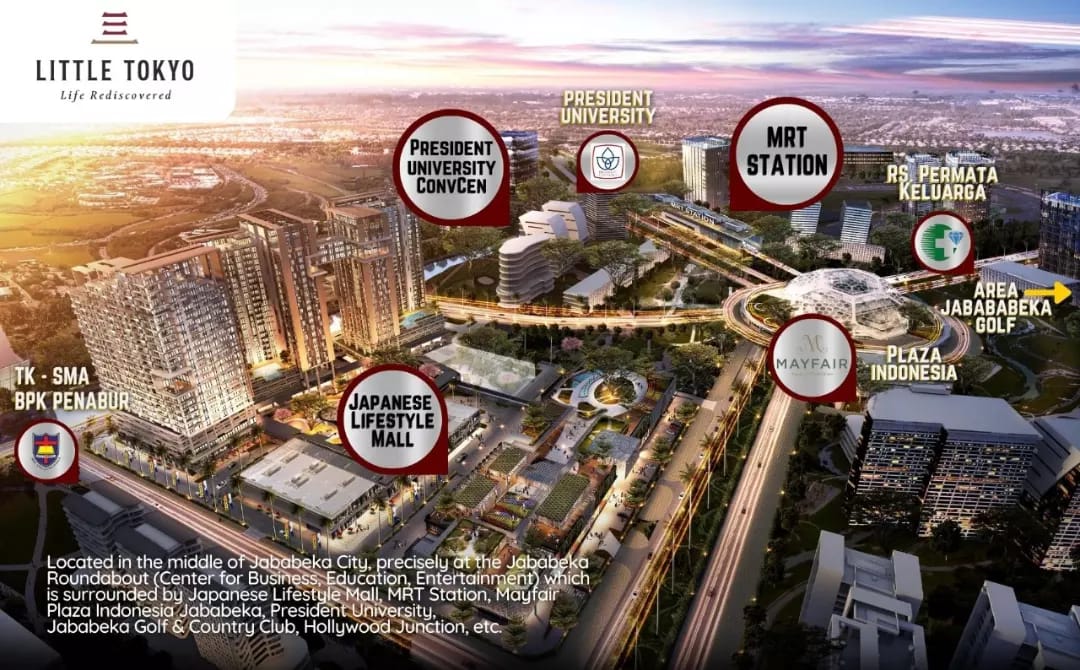 LITTLE TOKYO
Life Rediscovered
PRESIDENT
UNIVERSITY
CONVCEN
PRESIDENT
UNIVERSITY
MRT
STATION
RS. PERMATA
KELUARGA
AREA
JABABABEKA
GOLF
M
MAYFAIR
PLAZA
INDONESIA
TK - SMA
BPK PENABUR
JAPANESE
LIFESTYLE
MALL
Located in the middle of Jababeka City, precisely at the Jababeka
Roundabout (Center for Business, Education, Entertainment) which
is surrounded by Japanese Lifestyle Mall, MRT Station, Mayfair
Plaza Indonesia Jababeka, President University,
Jababeka Golf & Country Club, Hollywood Junction, etc.